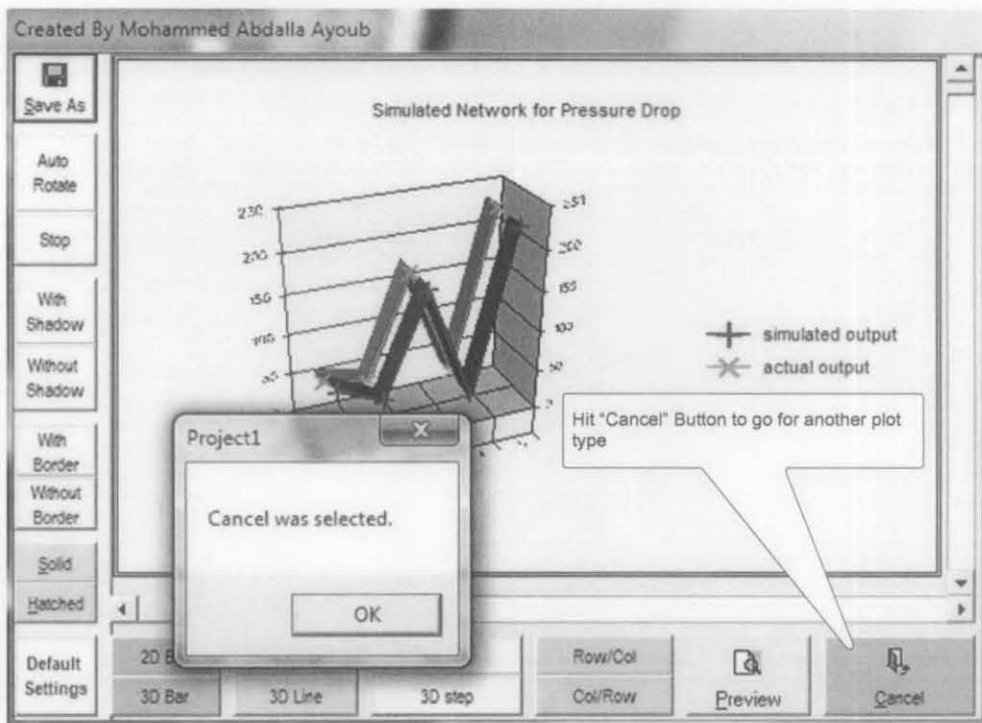 Created By Mohammed Abdalla Ayoub
Save As
Auto
Rotate
Stop
With
Shadow
Without
Shadow
With
Border
Without
Border
Solid
Hatched
Default
Settings
Simulated Network for Pressure Drop
250
200
150
100
50
251
200
150
100
50
simulated output
actual output
Hit "Cancel" Button to go for another plot
type
Project1
Cancel was selected.
OK
2D
3D Bar
3D Line
3D step
Row/Col
Col/Row
Preview
Cancel